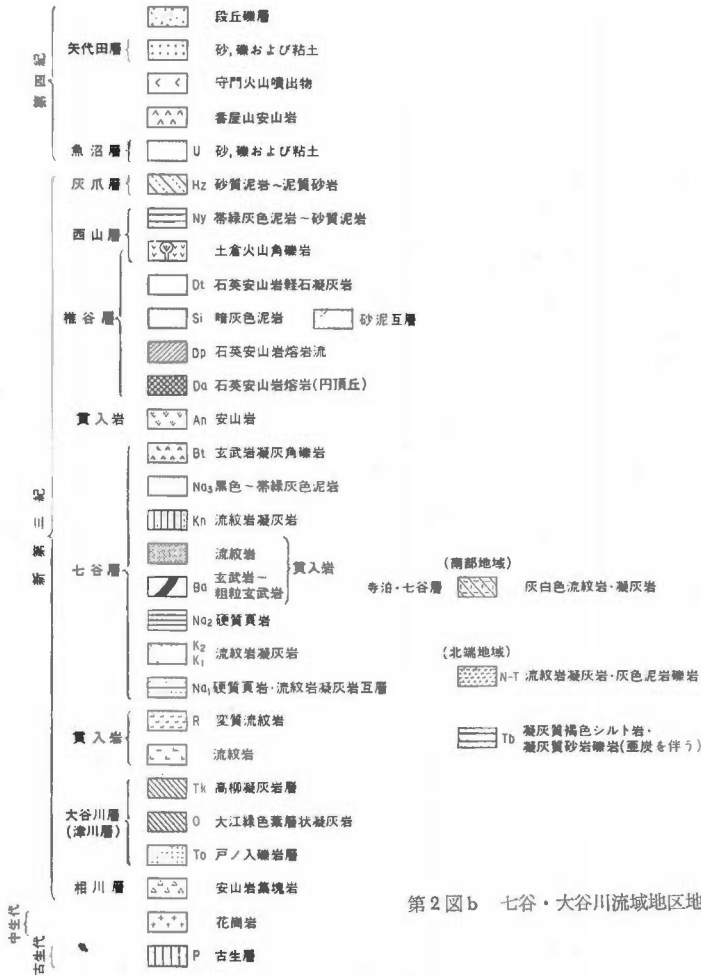 第四紀
段丘礫層
矢代田層 砂,礫および粘土
守門火山噴出物
番屋山安山岩
魚沼層 U 砂,礫および粘土
新第三紀
灰爪層 Hz 砂質泥岩~泥質砂岩
西山層 Ny 帯緑灰色泥岩~砂質泥岩
土倉火山角礫岩
椎谷層
Dt 石英安山岩軽石凝灰岩
Si 暗灰色泥岩 砂泥互層
Dp 石英安山岩熔岩流
Da 石英安山岩熔岩(円頂丘)
貫入岩 An 安山岩
七谷層
Bt 玄武岩凝灰角礫岩
Na3 黒色~帯緑灰色泥岩
Kn 流紋岩凝灰岩
流紋岩
Ba 玄武岩~
粗粒玄武岩
貫入岩
Na2 硬質頁岩
K2
K1 流紋岩凝灰岩
Na1 硬質頁岩・流紋岩凝灰岩互層
貫入岩
R 変質流紋岩
流紋岩
大谷川層
(津川層)
Tk 高柳凝灰岩層
O 大江緑色葉層状凝灰岩
To 戸ノ入礫岩層
相川層 安山岩集塊岩
中生代 花崗岩
古生代 P 古生層
(南部地域)
寺泊・七谷層 灰白色流紋岩・凝灰岩
(北端地域)
N-T 流紋岩凝灰岩・灰色泥岩礫岩
Tb 凝灰質褐色シルト岩・
凝灰質砂岩礫岩(亜炭を伴う)
第2図b 七谷・大谷川流域地区地